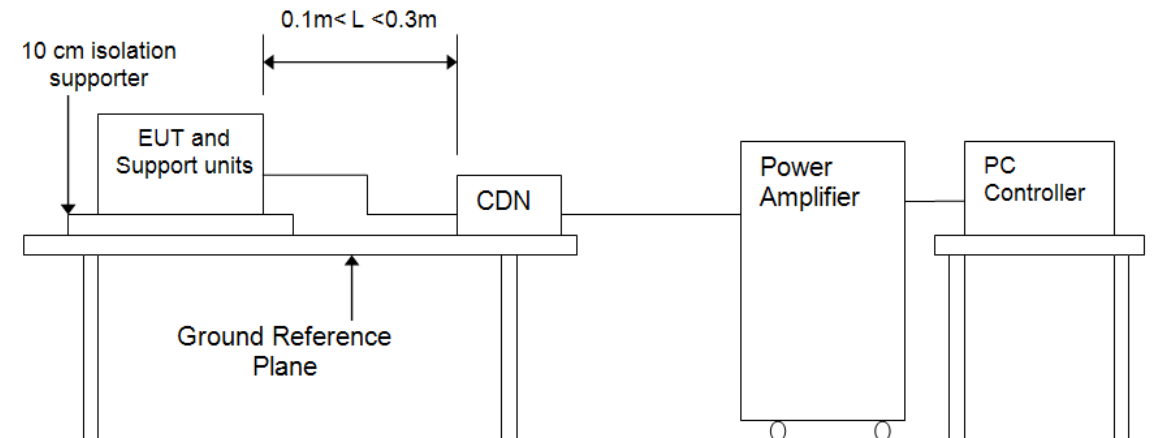 0.1m< L <0.3m
10 cm isolation
supporter
EUT and
Support units
CDN
Power
Amplifier
PC
Controller
Ground Reference
Plane